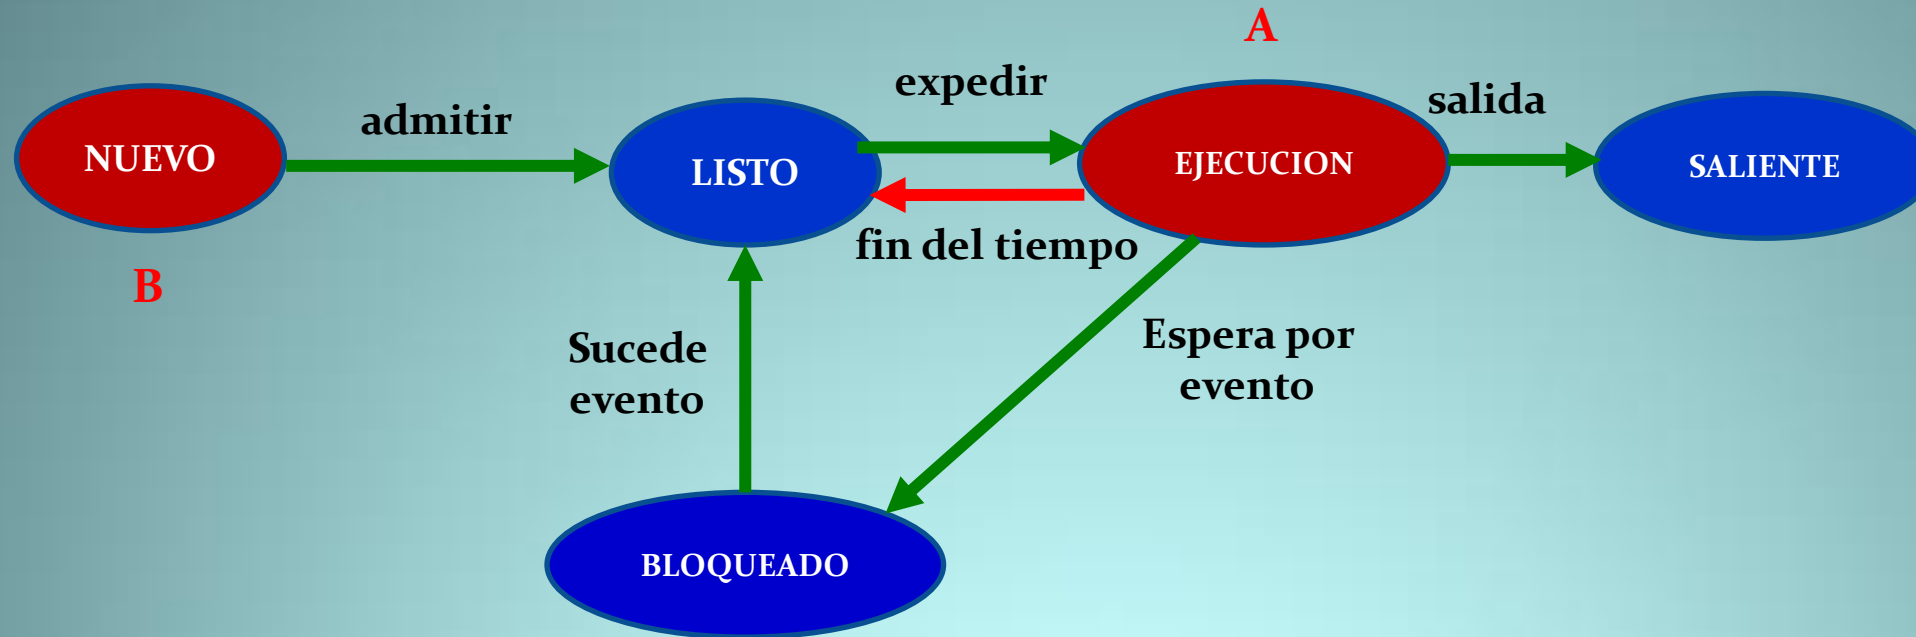 A
expedir
salida
admitir
NUEVO
LISTO
EJECUCION
SALIENTE
fin del tiempo
B
Sucede
evento
Espera por
evento
BLOQUEADO